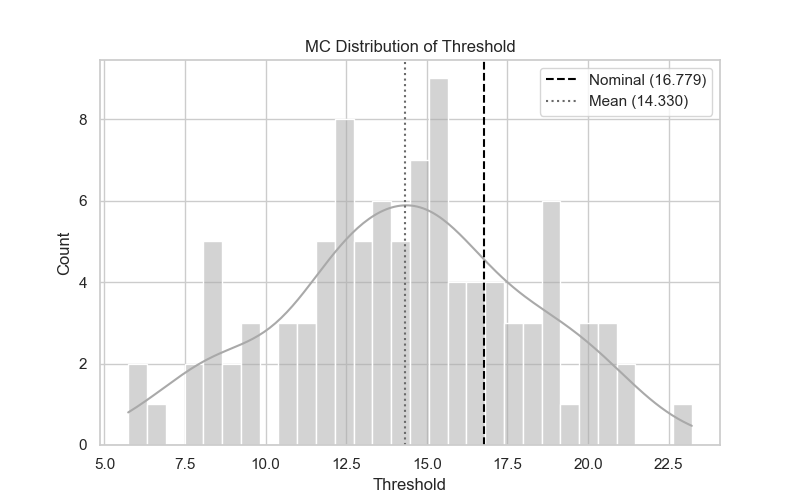 MC Distribution of Threshold
Nominal (16.779)
Mean (14.330)
8
6
4
2
0
Count
5.0 7.5 10.0 12.5 15.0 17.5 20.0 22.5
Threshold